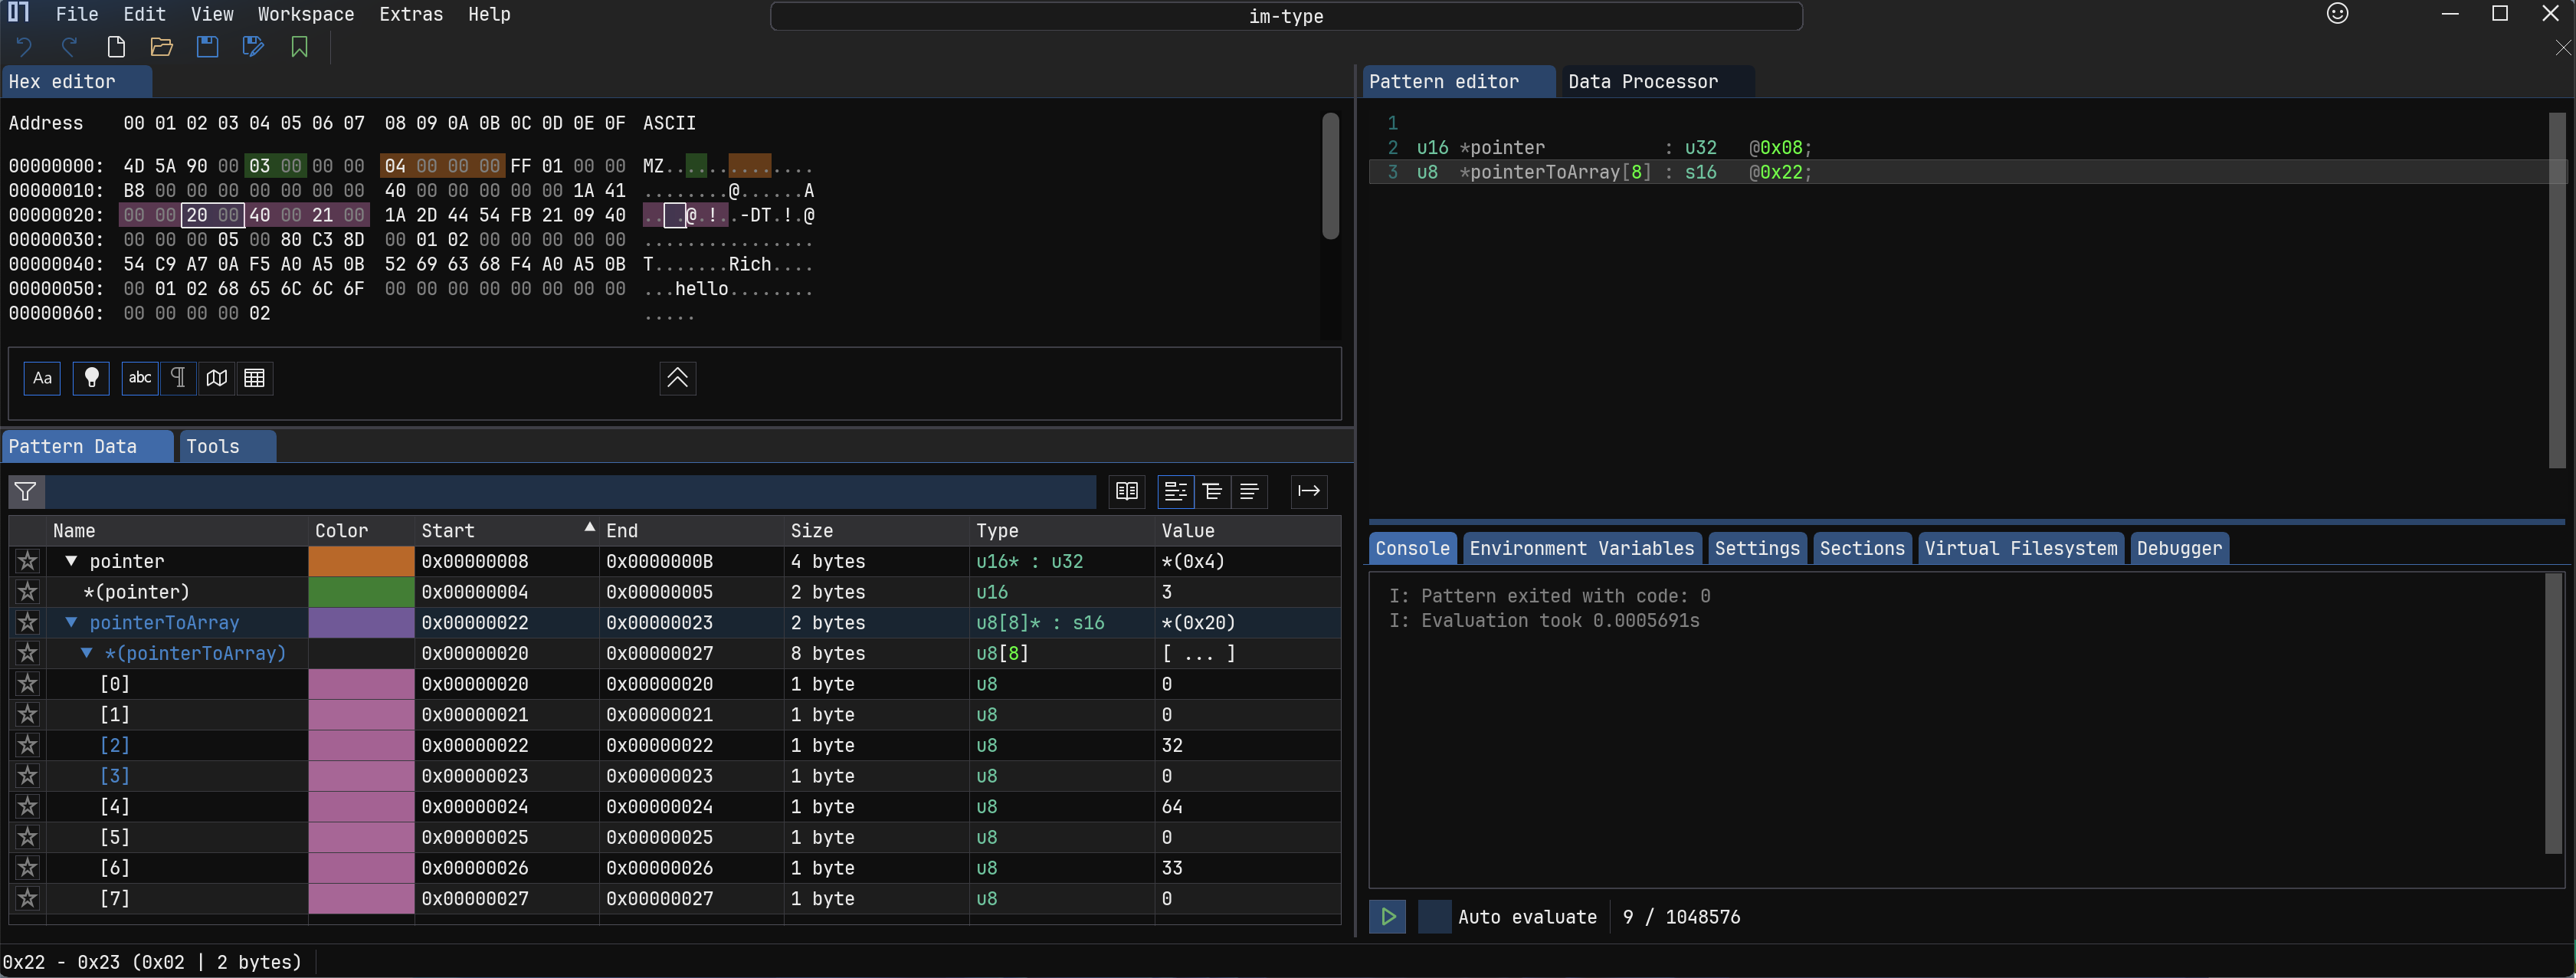 File Edit View Workspace Extras Help
im-type
Hex editor
Address 00 01 02 03 04 05 06 07 08 09 0A 0B 0C 0D 0E 0F ASCII
00000000: 4D 5A 90 00 03 00 00 00 04 00 00 00 FF 01 00 00 MZ..............
00000010: B8 00 00 00 00 00 00 00 40 00 00 00 00 00 1A 41 ........@......A
00000020: 00 00 20 00 40 00 21 00 1A 2D 44 54 FB 21 09 40 .. .@.!..-DT.!.@
00000030: 00 00 00 05 00 80 C3 8D 00 01 02 00 00 00 00 00 ................
00000040: 54 C9 A7 0A F5 A0 A5 0B 52 69 63 68 F4 A0 A5 0B T.......Rich....
00000050: 00 01 02 68 65 6C 6C 6F 00 00 00 00 00 00 00 00 ...hello........
00000060: 00 00 00 00 02 .....
Aa abc ¶
Pattern Data Tools
Name Color Start End Size Type Value
pointer 0x00000008 0x0000000B 4 bytes u16* : u32 *(0x4)
*(pointer) 0x00000004 0x00000005 2 bytes u16 3
pointerToArray 0x00000022 0x00000023 2 bytes u8[8]* : s16 *(0x20)
*(pointerToArray) 0x00000020 0x00000027 8 bytes u8[8] [ ... ]
[0] 0x00000020 0x00000020 1 byte u8 0
[1] 0x00000021 0x00000021 1 byte u8 0
[2] 0x00000022 0x00000022 1 byte u8 32
[3] 0x00000023 0x00000023 1 byte u8 0
[4] 0x00000024 0x00000024 1 byte u8 64
[5] 0x00000025 0x00000025 1 byte u8 0
[6] 0x00000026 0x00000026 1 byte u8 33
[7] 0x00000027 0x00000027 1 byte u8 0
Pattern editor Data Processor
1
2 u16 *pointer : u32 @0x08;
3 u8 *pointerToArray[8] : s16 @0x22;
Console Environment Variables Settings Sections Virtual Filesystem Debugger
I: Pattern exited with code: 0
I: Evaluation took 0.0005691s
Auto evaluate 9 / 1048576
0x22 - 0x23 (0x02 | 2 bytes)